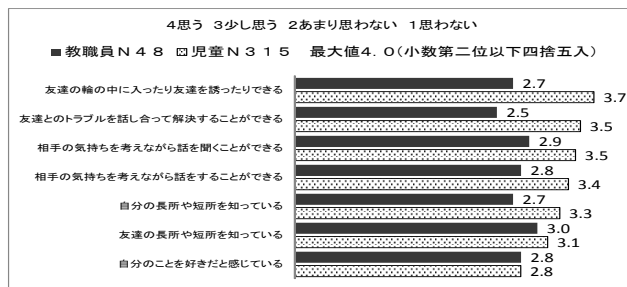 ４思う ３少し思う ２あまり思わない １思わない
■教職員Ｎ４８ 児童Ｎ３１５ 最大値４.０(小数第二位以下四捨五入)
友達の輪の中に入ったり友達を誘ったりできる 2.7 3.7
友達とのトラブルを話し合って解決することができる 2.5 3.5
相手の気持ちを考えながら話を聞くことができる 2.9 3.5
相手の気持ちを考えながら話をすることができる 2.8 3.4
自分の長所や短所を知っている 2.7 3.3
友達の長所や短所を知っている 3.0 3.1
自分のことを好きだと感じている 2.8 2.8